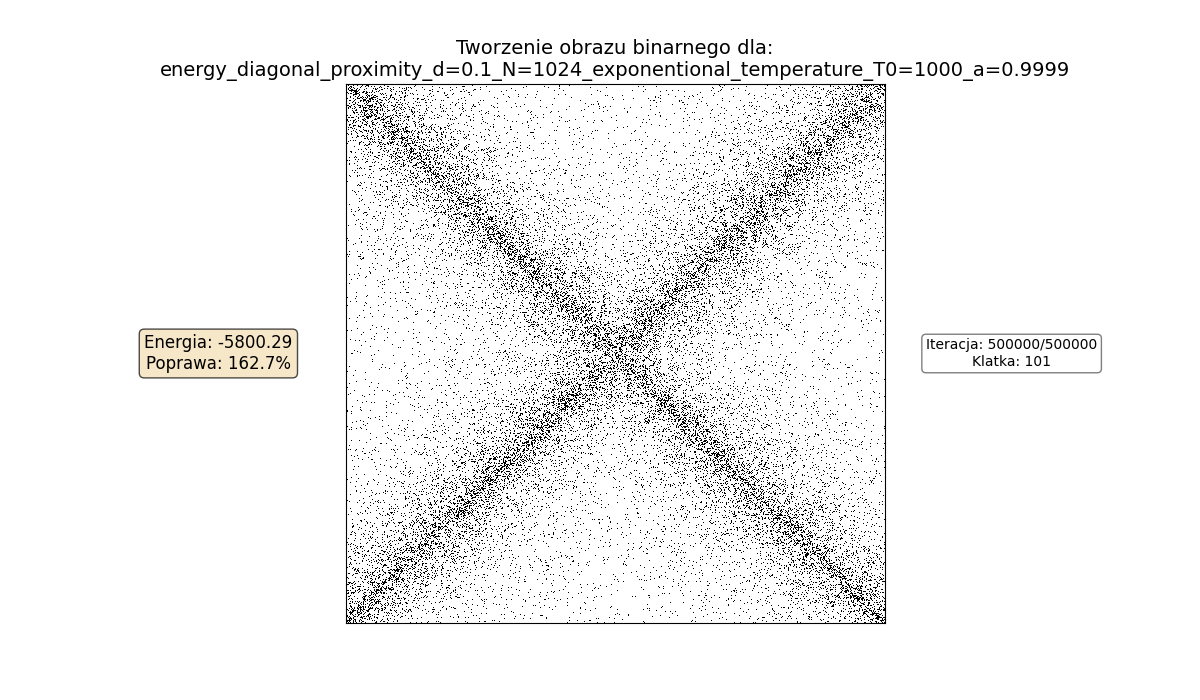 Tworzenie obrazu binarnego dla:
energy_diagonal_proximity_d=0.1_N=1024_exponentional_temperature_T0=1000_a=0.9999
Energia: -5800.29
Poprawa: 162.7%
Iteracja: 500000/500000
Klatka: 101